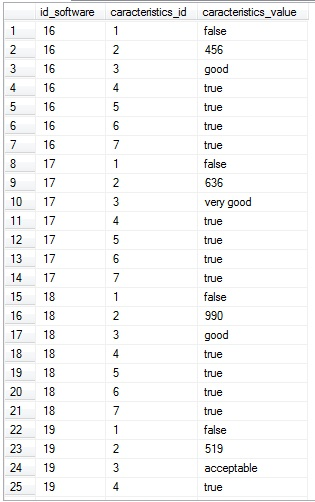 id_software caracteristics_id caracteristics_value
1 16 1 false
2 16 2 456
3 16 3 good
4 16 4 true
5 16 5 true
6 16 6 true
7 16 7 true
8 17 1 false
9 17 2 636
10 17 3 very good
11 17 4 true
12 17 5 true
13 17 6 true
14 17 7 true
15 18 1 false
16 18 2 990
17 18 3 good
18 18 4 true
19 18 5 true
20 18 6 true
21 18 7 true
22 19 1 false
23 19 2 519
24 19 3 acceptable
25 19 4 true